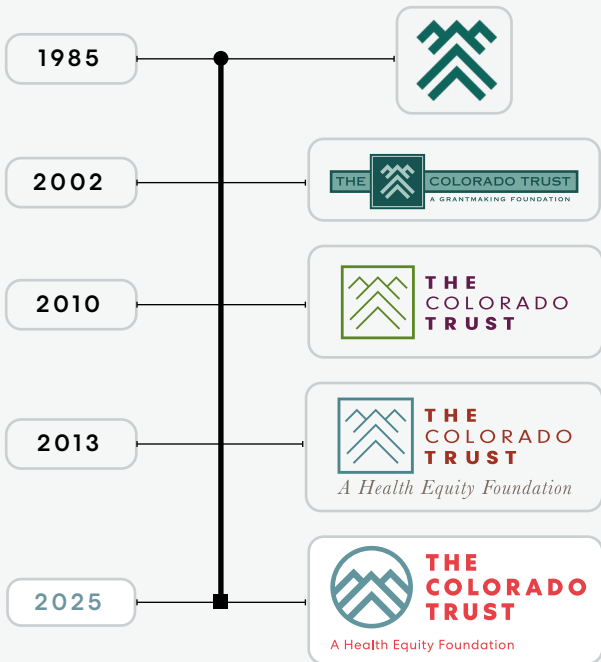 1985
2002
THE COLORADO TRUST
A GRANTMAKING FOUNDATION
2010
THE
COLORADO
TRUST
2013
THE
COLORADO
TRUST
A Health Equity Foundation
2025
THE
COLORADO
TRUST
A Health Equity Foundation